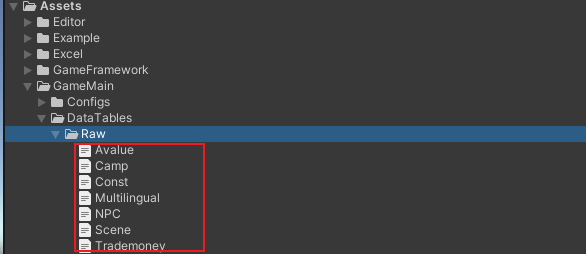 Assets
Editor
Example
Excel
GameFramework
GameMain
Configs
DataTables
Raw
Avalue
Camp
Const
Multilingual
NPC
Scene
Trademoney